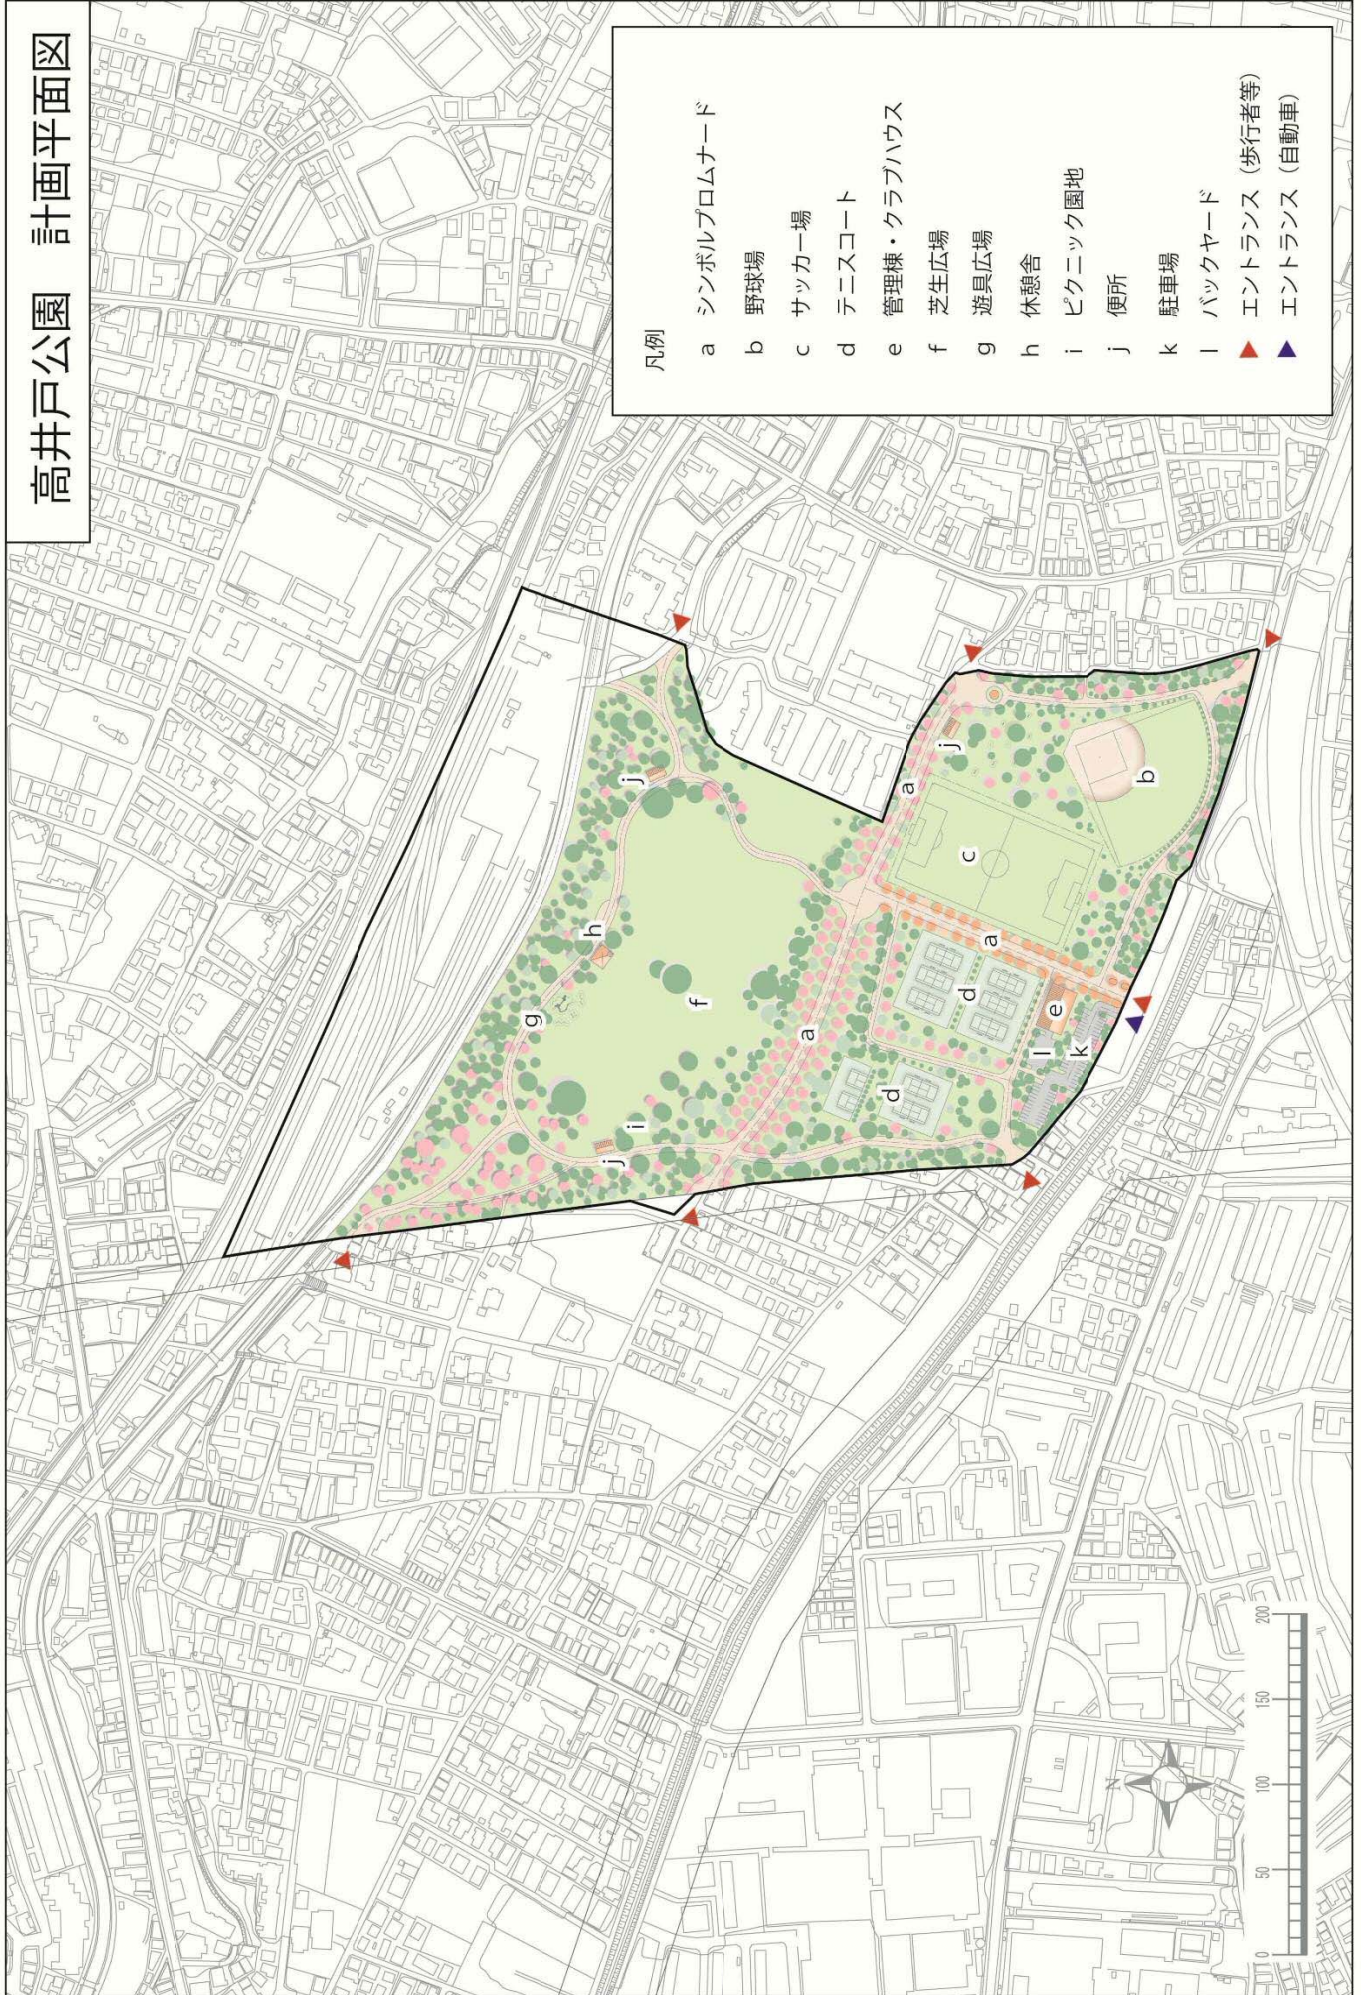 高井戸公園　計画平面図
凡例
a　シンボルプロムナード
b　野球場
c　サッカー場
d　テニスコート
e　管理棟・クラブハウス
f　芝生広場
g　遊具広場
h　休憩舎
i　ピクニック園地
j　便所
k　駐車場
l　バックヤード
▲　エントランス（歩行者等）
▲　エントランス（自動車）
g
h
j
j
i
f
a
a
j
d
d
a
c
b
l
e
k
N
0　50　100　150　200